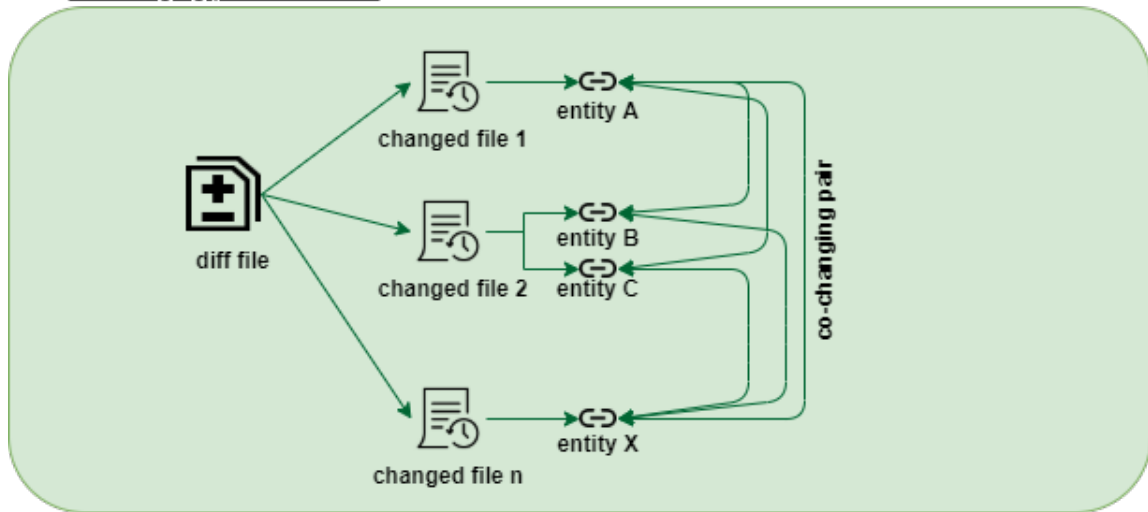 entity A
changed file 1
co-changing pair
entity B
diff file
changed file 2
entity C
entity X
changed file n